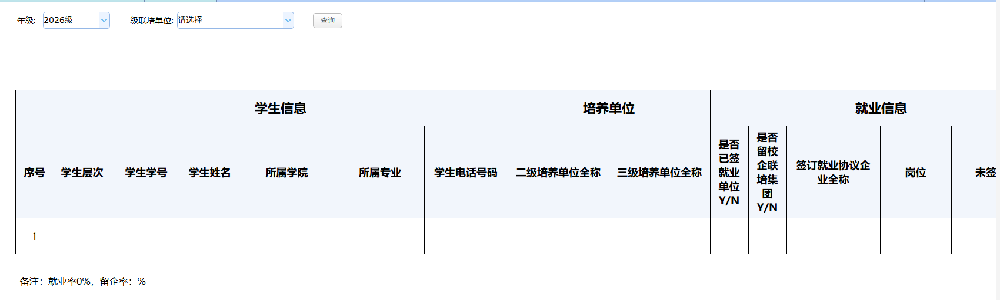 年级: 2026级 一级联培单位: 请选择 查询
学生信息 培养单位 就业信息
序号 学生层次 学生学号 学生姓名 所属学院 所属专业 学生电话号码 二级培养单位全称 三级培养单位全称
是否
已签
就业
单位
Y/N
是否
留校
企联
培集
团
Y/N
签订就业协议企
业全称
岗位
未签
1
备注：就业率0%，留企率：%